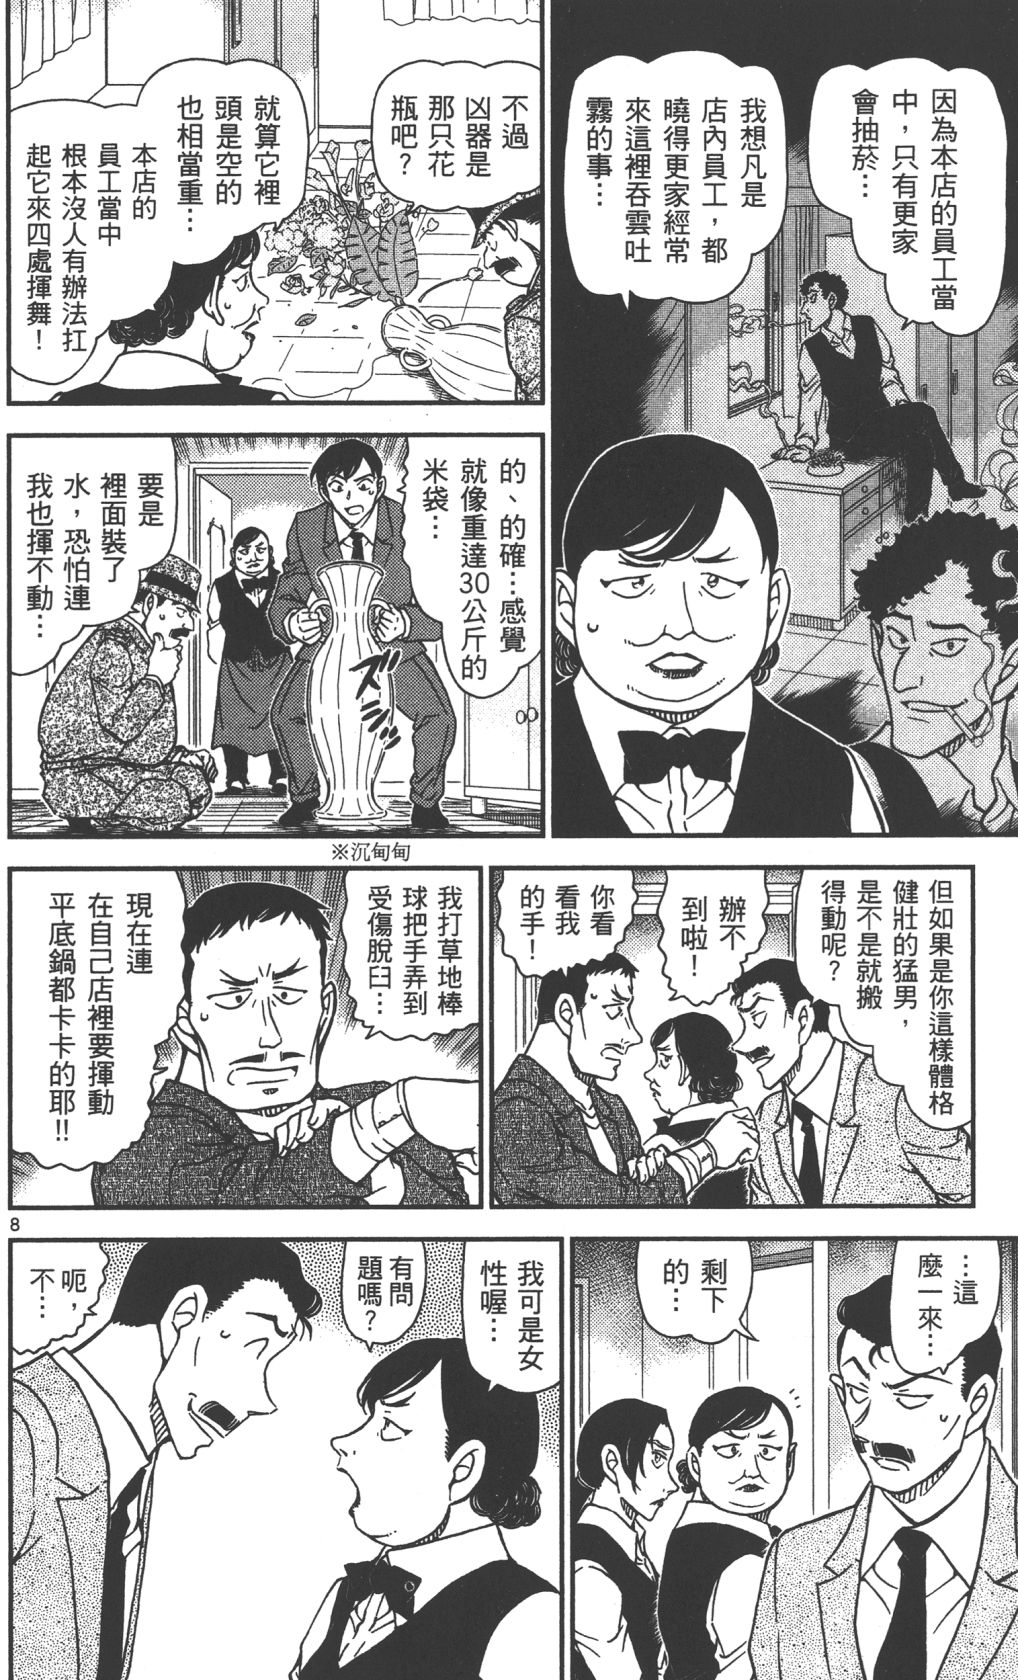 因為本店的員工當
中，只有更家
會抽菸…
我想凡是
店內員工，都
曉得更家經常
來這裡吞雲吐
霧的事…
不過
凶器是
那只花
瓶吧？
就算它裡
頭是空的
也相當重…
本店的
員工當中
根本沒人有辦法扛
起它來四處揮舞！
的、的確…感覺
就像重達30公斤的
米袋…
ズズ
要是
裡面裝了
水，恐怕連
我也揮不動…
※沉甸甸
但如果是你這樣體格
健壯的猛男，
是不是就搬
得動呢？
辦不
到啦！
你看
看我
的手！
我打草地棒
球把手弄到
受傷脫臼…
現在連
在自己店裡要揮動
平底鍋都卡卡的耶!!
8
…這
麼一來…
剩下
的…
我可是女
性喔…
有問
題嗎？
呃，
不…